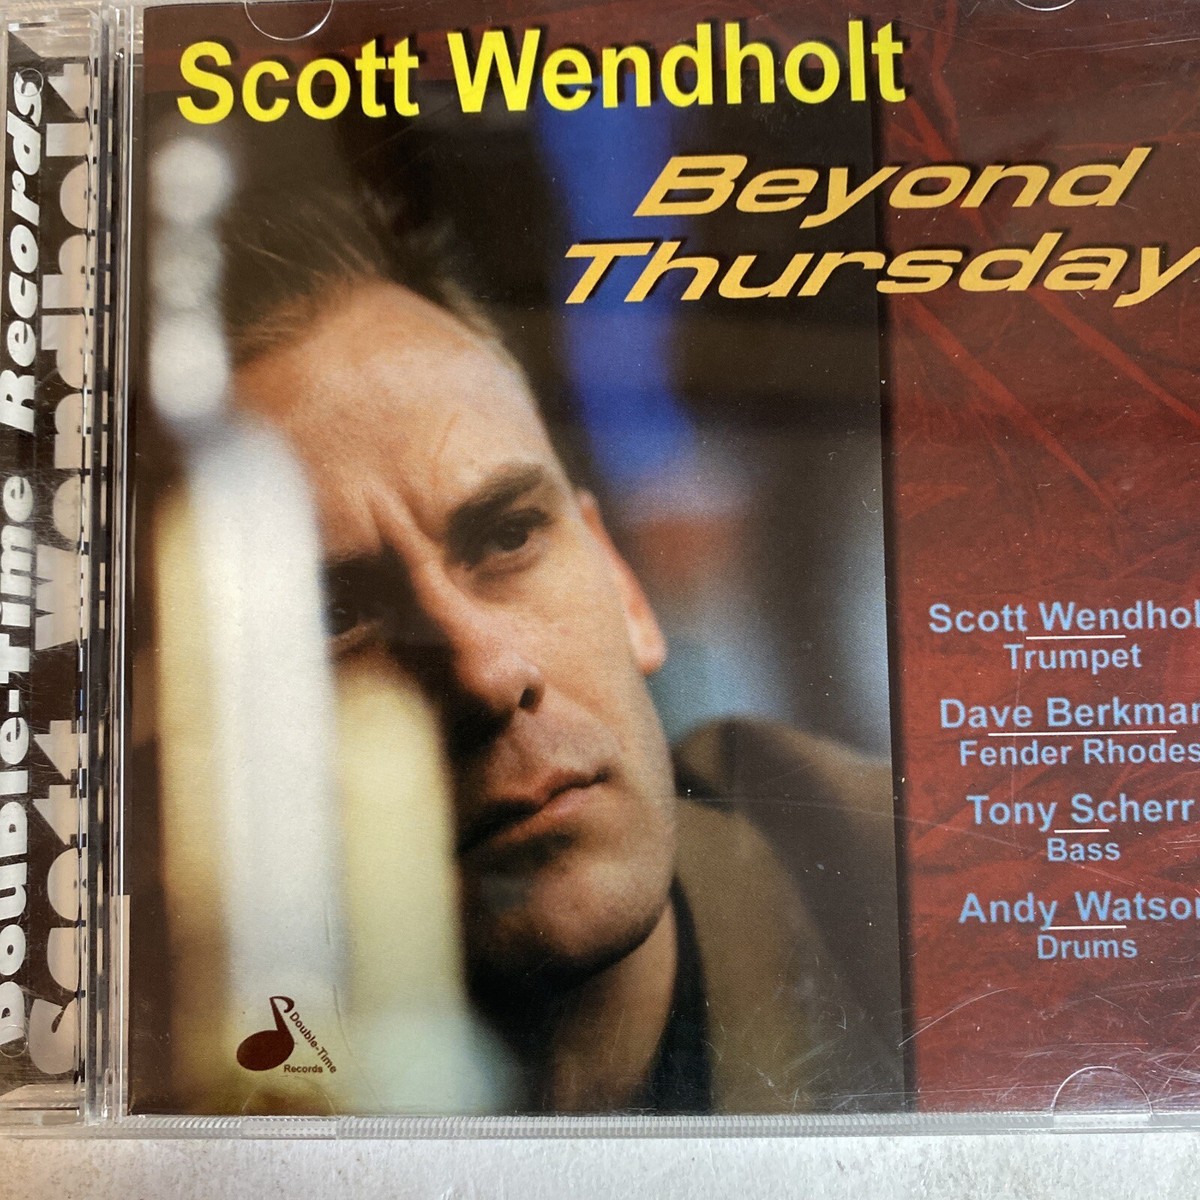 Scott Wendholt
Beyond
Thursday
Scott Wendhol
Trumpet
Dave Berkman
Fender Rhodes
Tony Scherr
Bass
Andy Watso
Drums
Double-Time
Records
Double-Time Records
Scott Wendholt